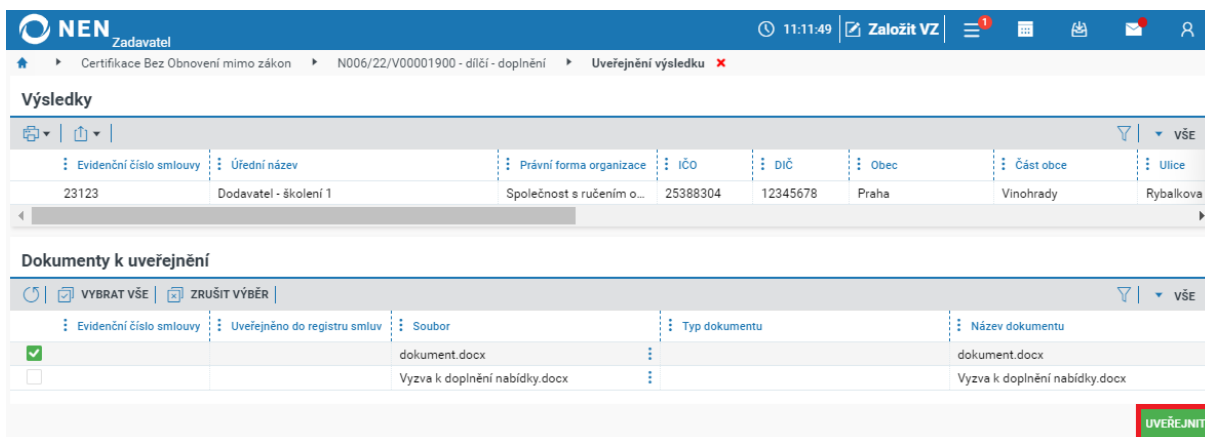 NEN Zadavatel 11:11:49 Založit VZ 1
Certifikace Bez Obnovení mimo zákon N006/22/V00001900 - dílčí - doplnění Uveřejnění výsledku
Výsledky
VŠE
Evidenční číslo smlouvy Úřední název Právní forma organizace IČO DIČ Obec Část obce Ulice
23123 Dodavatel - školení 1 Společnost s ručením o... 25388304 12345678 Praha Vinohrady Rybalkova
Dokumenty k uveřejnění
VYBRAT VŠE ZRUŠIT VÝBĚR VŠE
Evidenční číslo smlouvy Uveřejněno do registru smluv Soubor Typ dokumentu Název dokumentu
dokument.docx dokument.docx
Vyzva k doplnění nabídky.docx Vyzva k doplnění nabídky.docx
UVEŘEJNIT